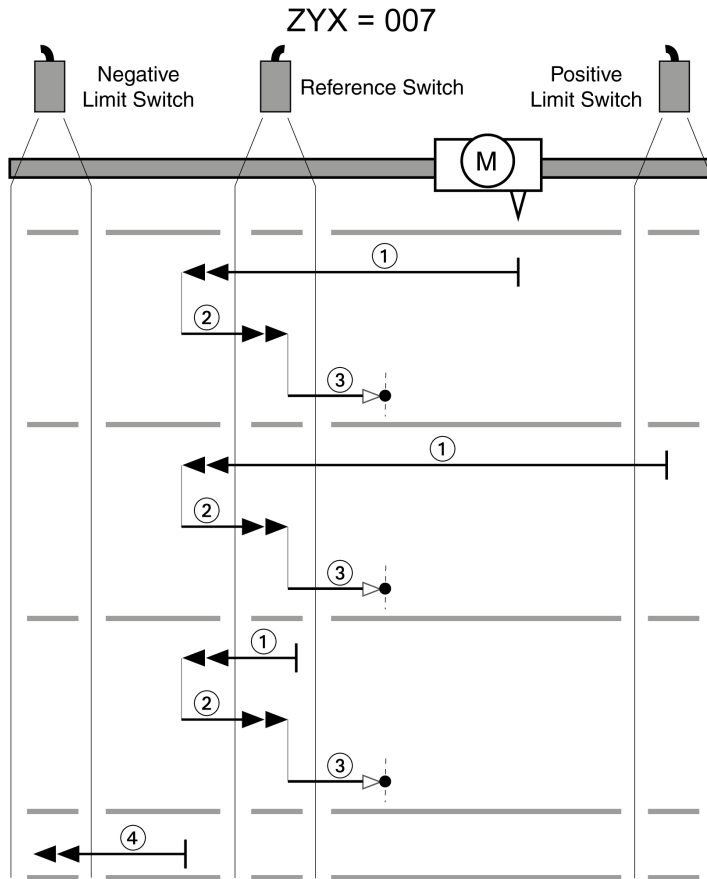 ZYX = 007
Negative
Limit Switch
Reference Switch
Positive
Limit Switch
M
1
2
3
1
2
3
1
2
3
4